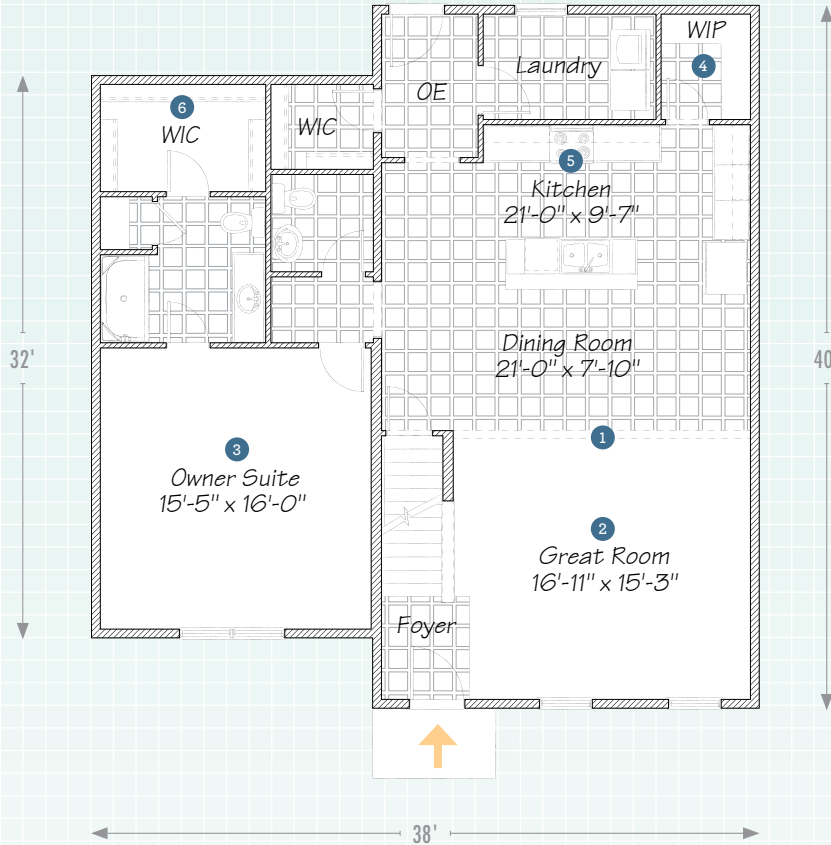 WIP
4
Laundry
OE
6
WIC
WIC
5
Kitchen
21'-0" x 9'-7"
Dining Room
21'-0" x 7'-10"
32'
40
1
3
Owner Suite
15'-5" x 16'-0"
2
Great Room
16'-11" x 15'-3"
Foyer
38'